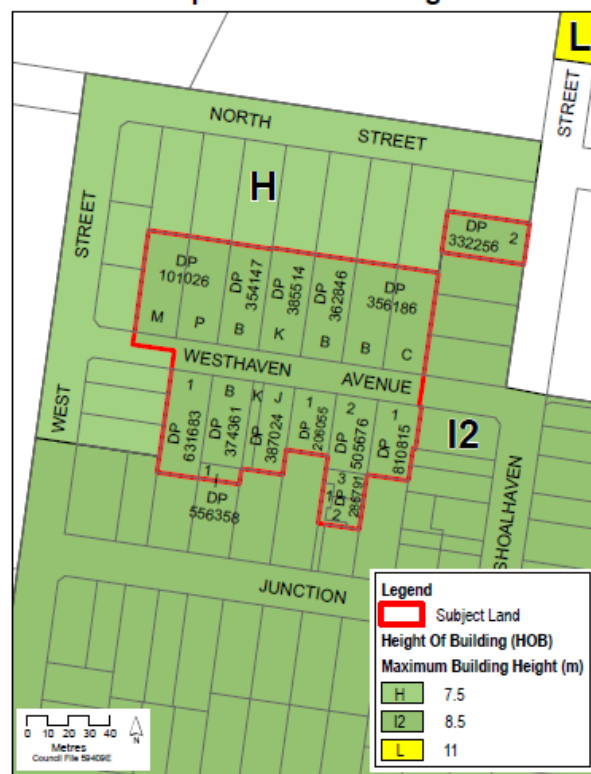 L
STREET
NORTH STREET
H
DP
332256
2
STREET
DP
101026
DP
354147
DP
385514
DP
362846
DP
356186
M
P
B
K
B
B
C
WESTHAVEN AVENUE
WEST
1
DP
631683
B
DP
374361
K
J
DP
387024
1
206055
2
DP
505676
1
DP
810815
I2
1
DP
556358
3
1
2
SHOALHAVEN
JUNCTION
Legend
Subject Land
Height Of Building (HOB)
Maximum Building Height (m)
H 7.5
I2 8.5
L 11
0 10 20 30 40
Metres
Council File 59409E
N